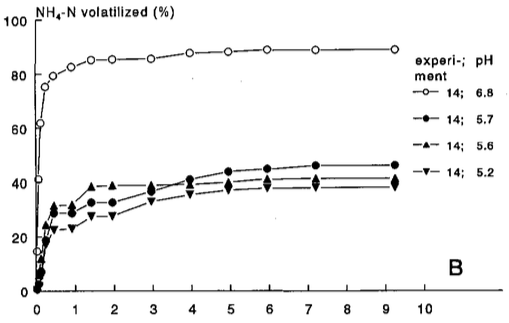 NH₄-N volatilized (%)
100
80
60
40
20
0
0 1 2 3 4 5 6 7 8 9 10
experi-; pH
ment
14; 6.8
14; 5.7
14; 5.6
14; 5.2
B